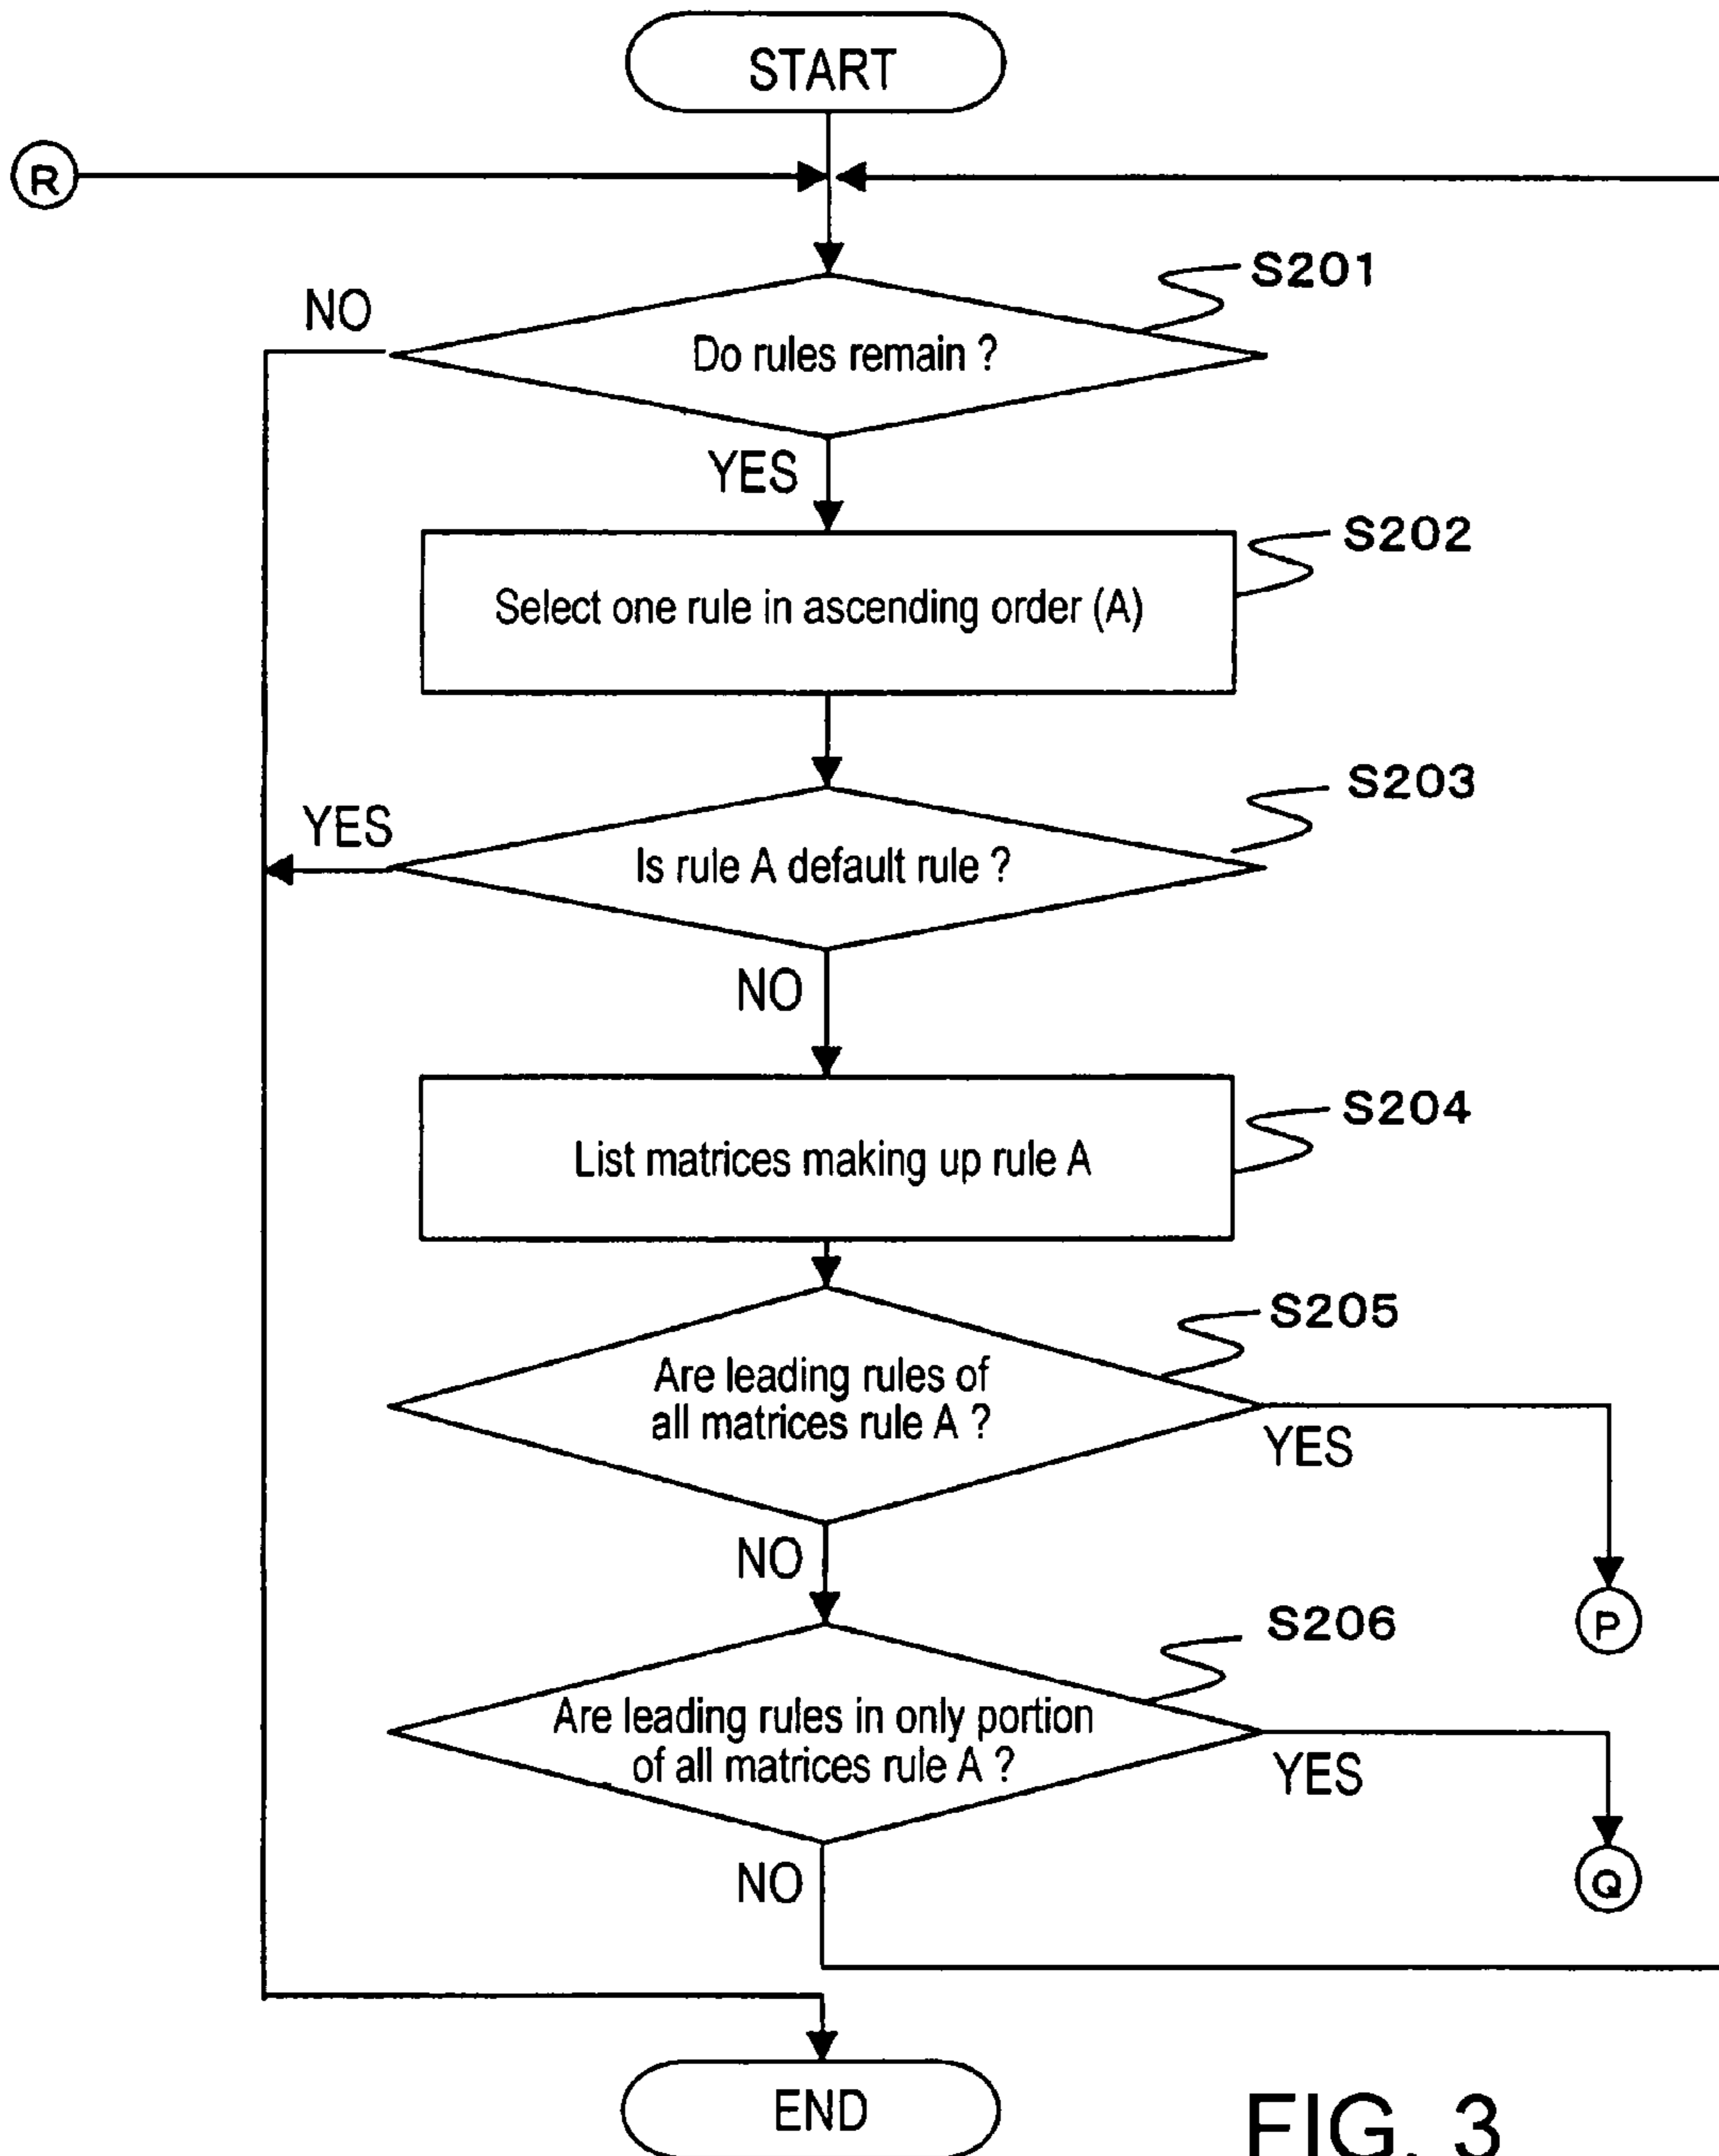 START
R
S201
NO
Do rules remain ?
YES
S202
Select one rule in ascending order (A)
S203
YES
Is rule A default rule ?
NO
S204
List matrices making up rule A
S205
Are leading rules of
all matrices rule A ?
YES
NO
P
S206
Are leading rules in only portion
of all matrices rule A ?
YES
NO
Q
END
FIG. 3